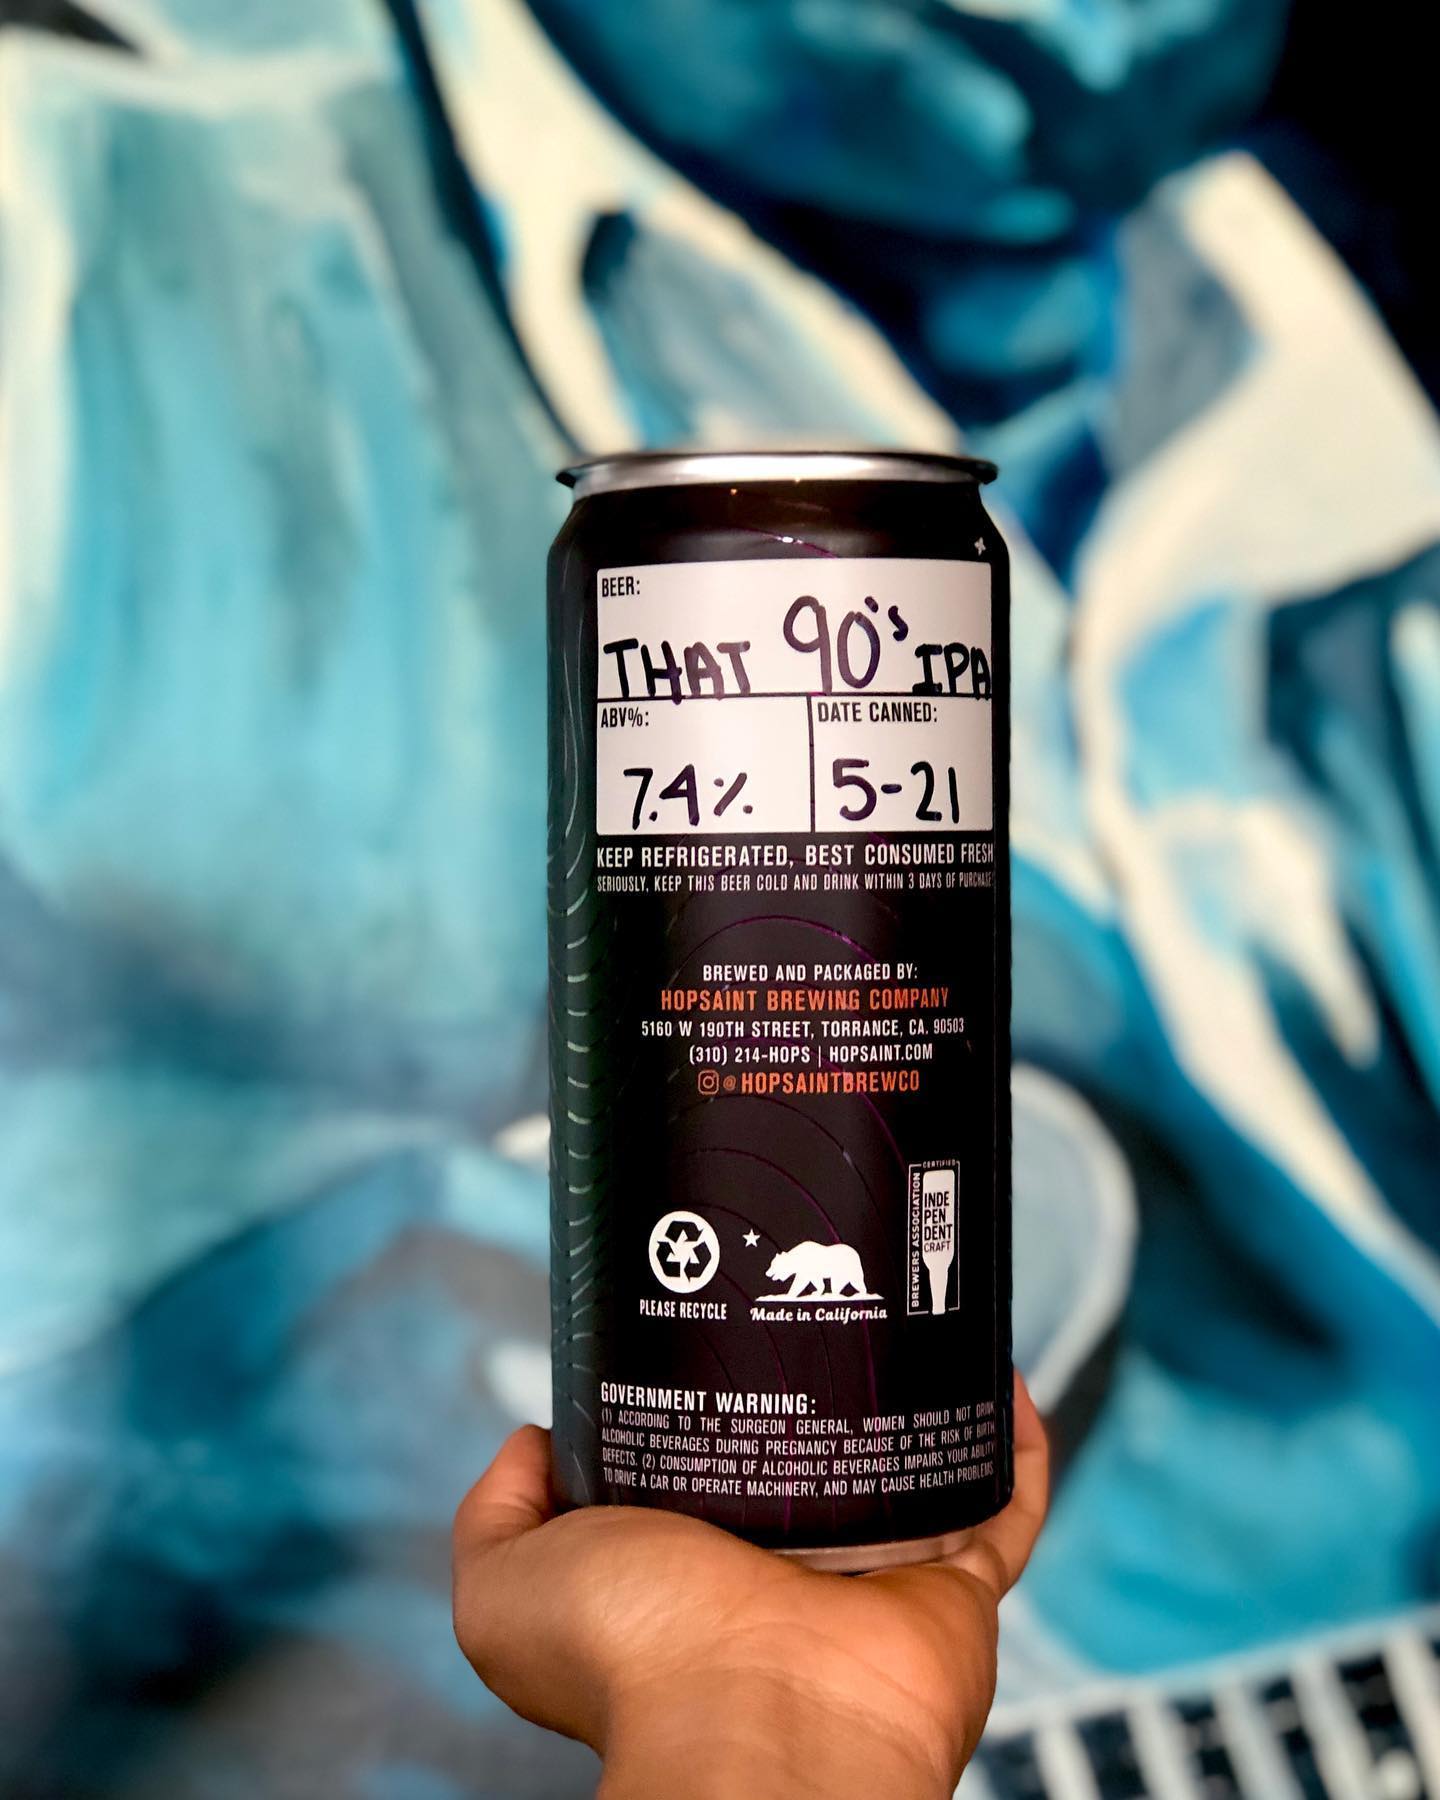 BEER:
THAT 90's IPA
ABV%: DATE CANNED:
7.4% 5-21
KEEP REFRIGERATED, BEST CONSUMED FRESH
SERIOUSLY, KEEP THIS BEER COLD AND DRINK WITHIN 3 DAYS OF PURCHASE
BREWED AND PACKAGED BY:
HOPSAINT BREWING COMPANY
5160 W 190TH STREET, TORRANCE, CA. 90503
(310) 214-HOPS | HOPSAINT.COM
@HOPSAINTBREWCO
CERTIFIED
BREWERS ASSOCIATION
INDE
PEN
DENT
CRAFT
PLEASE RECYCLE
Made in California
GOVERNMENT WARNING:
(1) ACCORDING TO THE SURGEON GENERAL, WOMEN SHOULD NOT DRINK
ALCOHOLIC BEVERAGES DURING PREGNANCY BECAUSE OF THE RISK OF BIRTH
DEFECTS. (2) CONSUMPTION OF ALCOHOLIC BEVERAGES IMPAIRS YOUR ABILITY
TO DRIVE A CAR OR OPERATE MACHINERY, AND MAY CAUSE HEALTH PROBLEMS